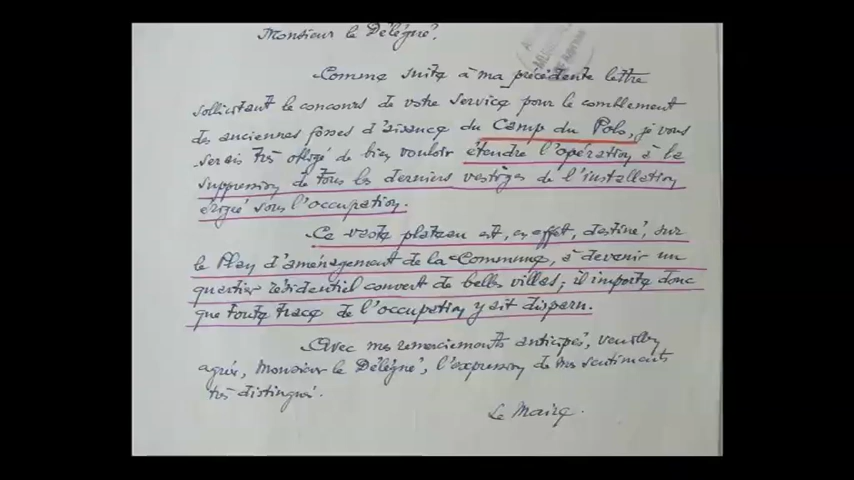 Monsieur le Délégué,
Comme suite à ma précédente lettre
sollicitant le concours de votre service pour le comblement
des anciennes fosses d'aisance du Camp du Polo, je vous
serais très obligé de bien vouloir étendre l'opération à la
suppression de tous les derniers vestiges de l'installation
érigée sous l'occupation.
Ce vaste plateau est, en effet, destiné, sur
le Plan d'aménagement de la Commune, à devenir un
quartier résidentiel couvert de belles villas; il importe donc
que toute trace de l'occupation y ait disparu.
Avec mes remerciements anticipés, veuillez
agréer, Monsieur le Délégué, l'expression de mes sentiments
très distingués.
Le Maire.